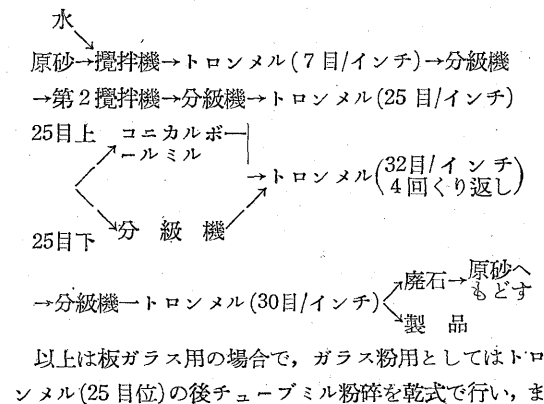 水
原砂→攪拌機→トロンメル(7目/インチ)→分級機
→第2攪拌機→分級機→トロンメル(25目/インチ)
25目上 コニカルボ
ールミル
→トロンメル(32目/インチ
4回くり返し)
25目下 分級機
→分級機—トロンメル(30目/インチ)
廃石→原砂へ
もどす
製品
以上は板ガラス用の場合で,ガラス粉用としてはトロ
ンメル(25目位)の後チューブミル粉砕を乾式で行い,ま